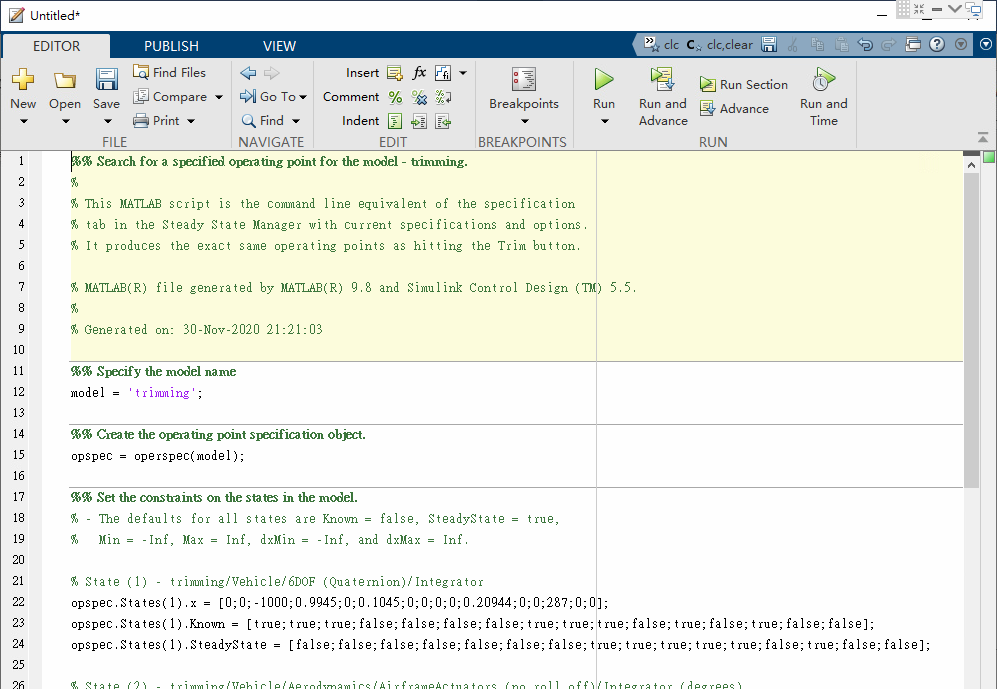 Untitled*
EDITOR PUBLISH VIEW
clc clc,clear
New Open Save Find Files Compare Print
Go To Find
Insert fx
Comment
Indent
Breakpoints
Run Run and Advance Run Section Advance Run and Time
FILE NAVIGATE EDIT BREAKPOINTS RUN
1 %% Search for a specified operating point for the model - trimming.
2 %
3 % This MATLAB script is the command line equivalent of the specification
4 % tab in the Steady State Manager with current specifications and options.
5 % It produces the exact same operating points as hitting the Trim button.
6
7 % MATLAB(R) file generated by MATLAB(R) 9.8 and Simulink Control Design (TM) 5.5.
8 %
9 % Generated on: 30-Nov-2020 21:21:03
10
11 %% Specify the model name
12 model = 'trimming';
13
14 %% Create the operating point specification object.
15 opspec = operspec(model);
16
17 %% Set the constraints on the states in the model.
18 % - The defaults for all states are Known = false, SteadyState = true,
19 %   Min = -Inf, Max = Inf, dxMin = -Inf, and dxMax = Inf.
20
21 % State (1) - trimming/Vehicle/6DOF (Quaternion)/Integrator
22 opspec.States(1).x = [0;0;-1000;0.9945;0;0.1045;0;0;0;0;0.20944;0;0;287;0;0];
23 opspec.States(1).Known = [true;true;true;false;false;false;false;true;true;true;false;true;false;true;false;false];
24 opspec.States(1).SteadyState = [false;false;false;false;false;false;false;true;true;true;true;true;false;true;false;false];
25
26 % State (2) - trimming/Vehicle/Aerodynamics/AirframeActuators (no roll off)/Integrator (degrees)